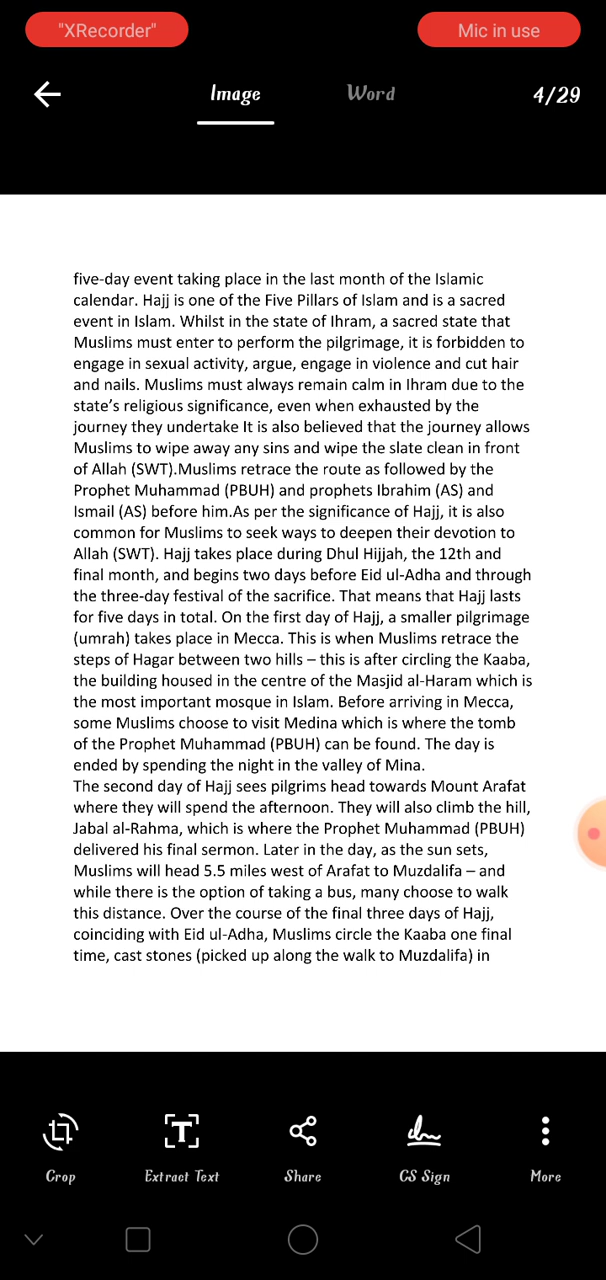 "XRecorder"
Mic in use
Image
Word
4/29
five-day event taking place in the last month of the Islamic
calendar. Hajj is one of the Five Pillars of Islam and is a sacred
event in Islam. Whilst in the state of Ihram, a sacred state that
Muslims must enter to perform the pilgrimage, it is forbidden to
engage in sexual activity, argue, engage in violence and cut hair
and nails. Muslims must always remain calm in Ihram due to the
state's religious significance, even when exhausted by the
journey they undertake It is also believed that the journey allows
Muslims to wipe away any sins and wipe the slate clean in front
of Allah (SWT).Muslims retrace the route as followed by the
Prophet Muhammad (PBUH) and prophets Ibrahim (AS) and
Ismail (AS) before him.As per the significance of Hajj, it is also
common for Muslims to seek ways to deepen their devotion to
Allah (SWT). Hajj takes place during Dhul Hijjah, the 12th and
final month, and begins two days before Eid ul-Adha and through
the three-day festival of the sacrifice. That means that Hajj lasts
for five days in total. On the first day of Hajj, a smaller pilgrimage
(umrah) takes place in Mecca. This is when Muslims retrace the
steps of Hagar between two hills – this is after circling the Kaaba,
the building housed in the centre of the Masjid al-Haram which is
the most important mosque in Islam. Before arriving in Mecca,
some Muslims choose to visit Medina which is where the tomb
of the Prophet Muhammad (PBUH) can be found. The day is
ended by spending the night in the valley of Mina.
The second day of Hajj sees pilgrims head towards Mount Arafat
where they will spend the afternoon. They will also climb the hill,
Jabal al-Rahma, which is where the Prophet Muhammad (PBUH)
delivered his final sermon. Later in the day, as the sun sets,
Muslims will head 5.5 miles west of Arafat to Muzdalifa – and
while there is the option of taking a bus, many choose to walk
this distance. Over the course of the final three days of Hajj,
coinciding with Eid ul-Adha, Muslims circle the Kaaba one final
time, cast stones (picked up along the walk to Muzdalifa) in
Crop
Extract Text
Share
CS Sign
More